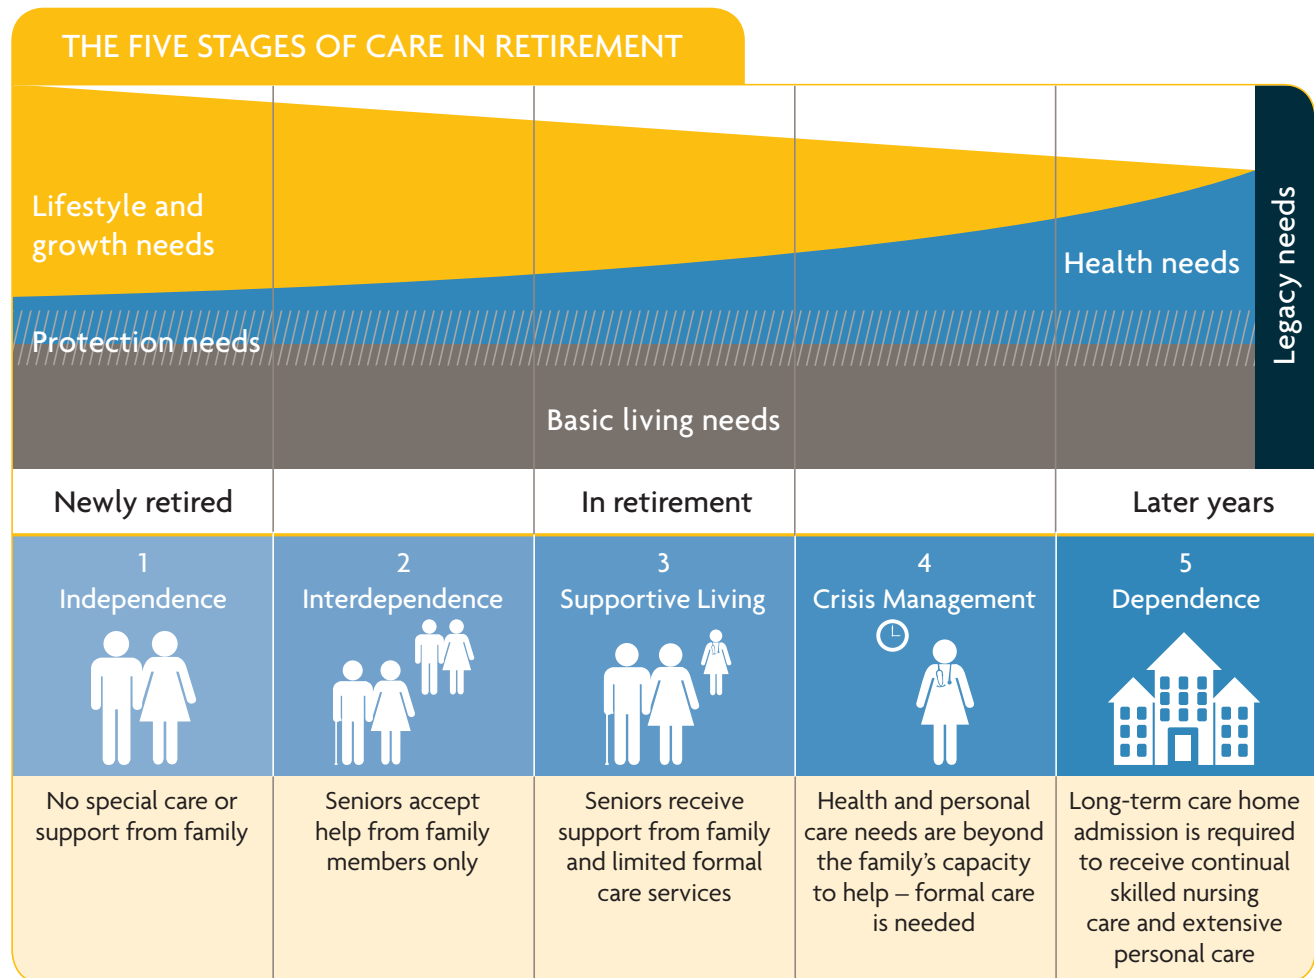 THE FIVE STAGES OF CARE IN RETIREMENT
Lifestyle and
growth needs
Health needs
Protection needs
Basic living needs
Legacy needs
Newly retired
In retirement
Later years
1
Independence
2
Interdependence
3
Supportive Living
4
Crisis Management
5
Dependence
No special care or
support from family
Seniors accept
help from family
members only
Seniors receive
support from family
and limited formal
care services
Health and personal
care needs are beyond
the family’s capacity
to help – formal care
is needed
Long-term care home
admission is required
to receive continual
skilled nursing
care and extensive
personal care